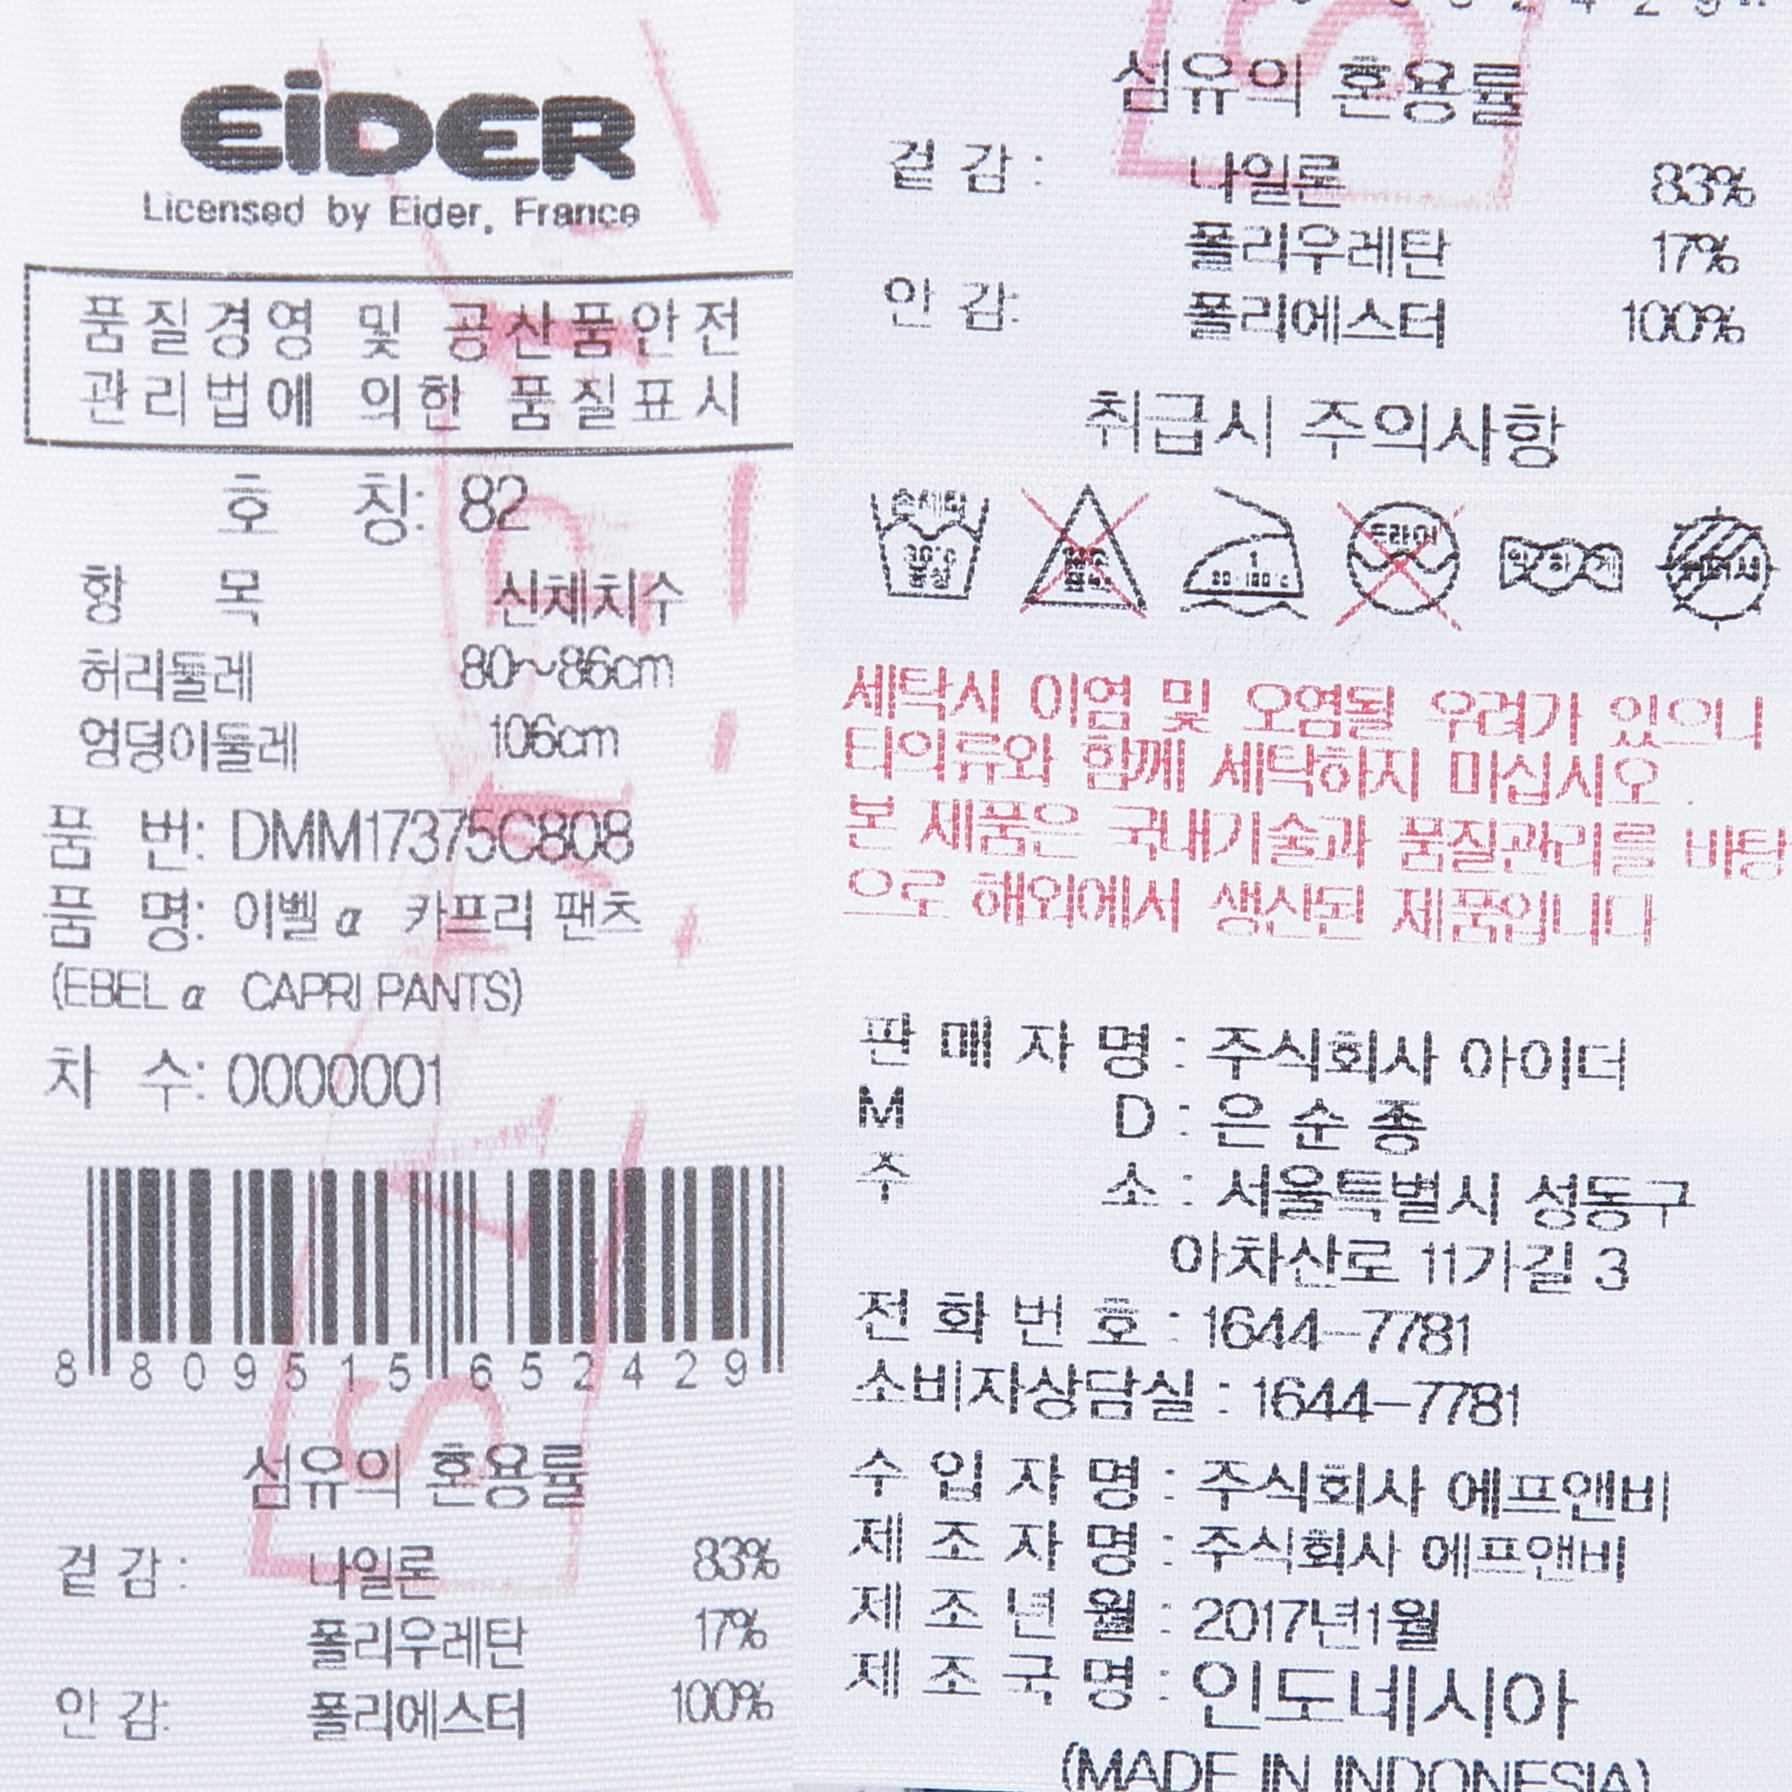 EiDER
Licensed by Eider, France
품질경영 및 공산품안전
관리법에 의한 품질표시
호 칭: 82
항 목 신체치수
허리둘레 80~86cm
엉덩이둘레 106cm
품 번: DMM17375C808
품 명: 이벨 α 카프리 팬츠
(EBEL α CAPRI PANTS)
차 수: 0000001
8 809515 652429
섬유의 혼용률
겉 감 : 나일론 83%
폴리우레탄 17%
안 감: 폴리에스터 100%
섬유의 혼용률
겉 감 : 나일론 83%
폴리우레탄 17%
안 감: 폴리에스터 100%
취급시 주의사항
드라이
세탁시 이염 및 오염될 우려가 있으니
타의류와 함께 세탁하지 마십시오 .
본 제품은 국내기술과 품질관리를 바탕
으로 해외에서 생산된 제품입니다
판 매 자 명 : 주식회사 아이더
M D : 은 순 종
주 소 : 서울특별시 성동구
아차산로 11가길 3
전 화 번 호 : 1644-7781
소비자상담실 : 1644-7781
수 입 자 명 : 주식회사 에프앤비
제 조 자 명 : 주식회사 에프앤비
제 조 년 월 : 2017년1월
제 조 국 명 : 인도네시아
(MADE IN INDONESIA)